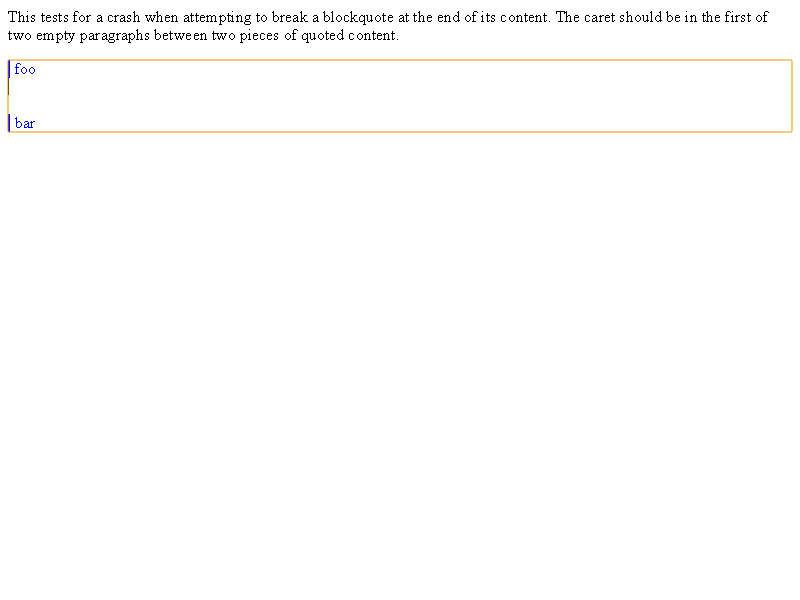 This tests for a crash when attempting to break a blockquote at the end of its content. The caret should be in the first of
two empty paragraphs between two pieces of quoted content.
foo
bar